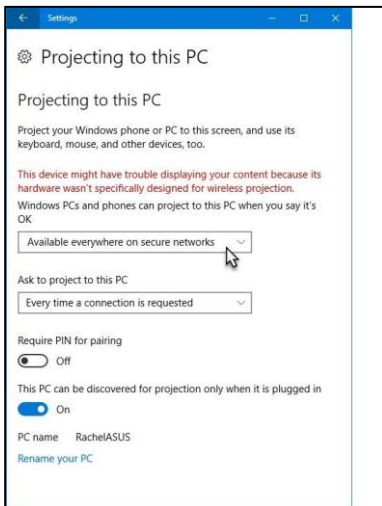 Settings
Projecting to this PC
Projecting to this PC
Project your Windows phone or PC to this screen, and use its
keyboard, mouse, and other devices, too.
This device might have trouble displaying your content because its
hardware wasn't specifically designed for wireless projection.
Windows PCs and phones can project to this PC when you say it's
OK
Available everywhere on secure networks
Ask to project to this PC
Every time a connection is requested
Require PIN for pairing
Off
This PC can be discovered for projection only when it is plugged in
On
PC name RachelASUS
Rename your PC